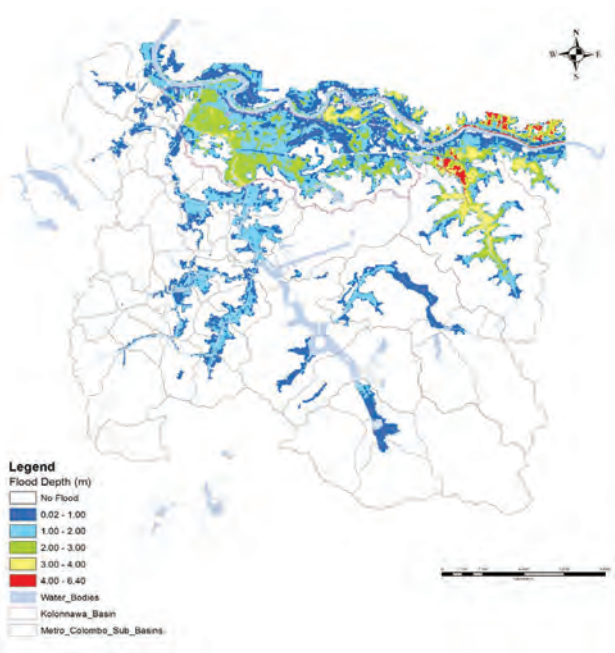 N
W E
S
Legend
Flood Depth (m)
No Flood
0.02 - 1.00
1.00 - 2.00
2.00 - 3.00
3.00 - 4.00
4.00 - 6.40
Water_Bodies
Kolonnawa_Basin
Metro_Colombo_Sub_Basins